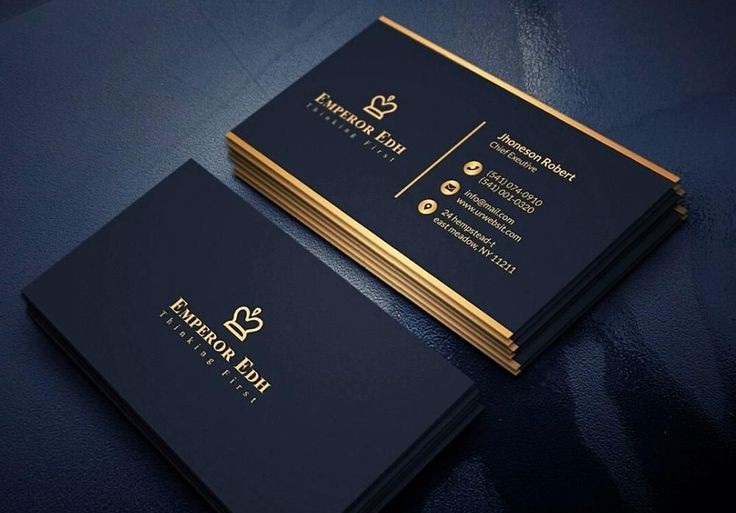 EMPEROR EDH
Thinking First
Jhoneson Robert
Chief Exeutive
(541) 074-0910
(541) 001-0320
info@mail.com
www.urwebsit.com
24 hempstead-t
east meadow, NY 11211
EMPEROR EDH
Thinking First